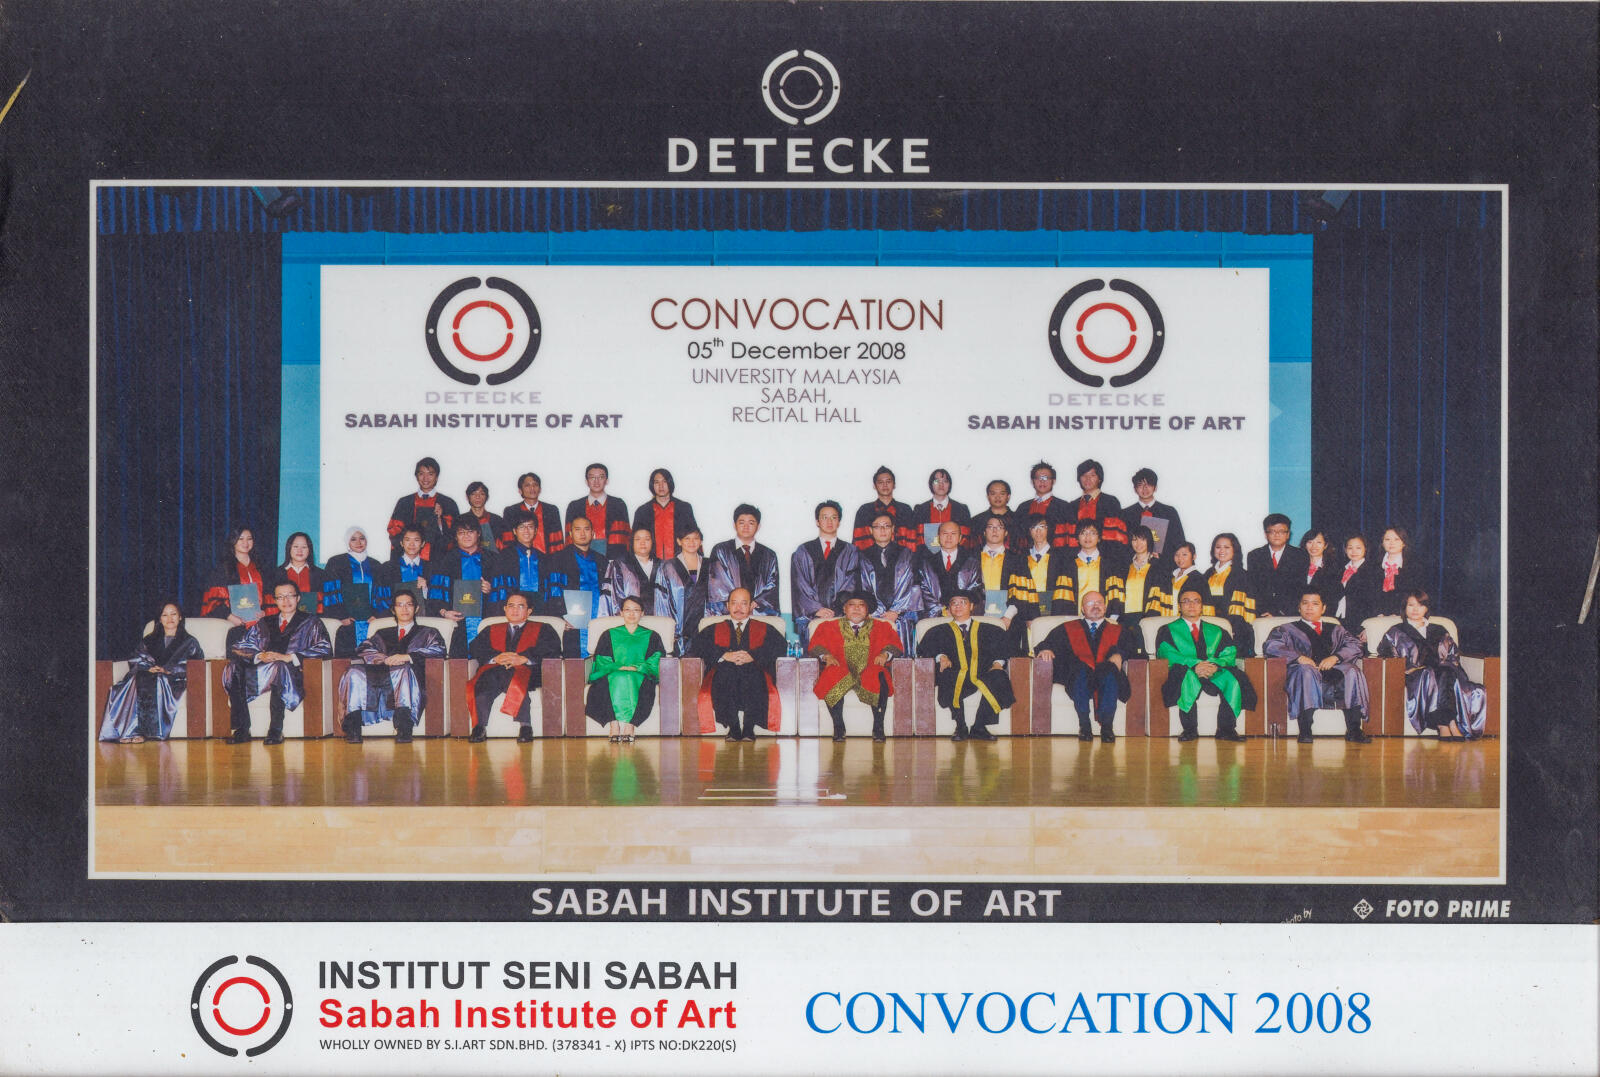 DETECKE
CONVOCATION
05th December 2008
UNIVERSITY MALAYSIA
SABAH,
RECITAL HALL
DETECKE
SABAH INSTITUTE OF ART
DETECKE
SABAH INSTITUTE OF ART
SABAH INSTITUTE OF ART
photo by
FOTO PRIME
INSTITUT SENI SABAH
Sabah Institute of Art
WHOLLY OWNED BY S.I.ART SDN.BHD. (378341 - X) IPTS NO:DK220(S)
CONVOCATION 2008